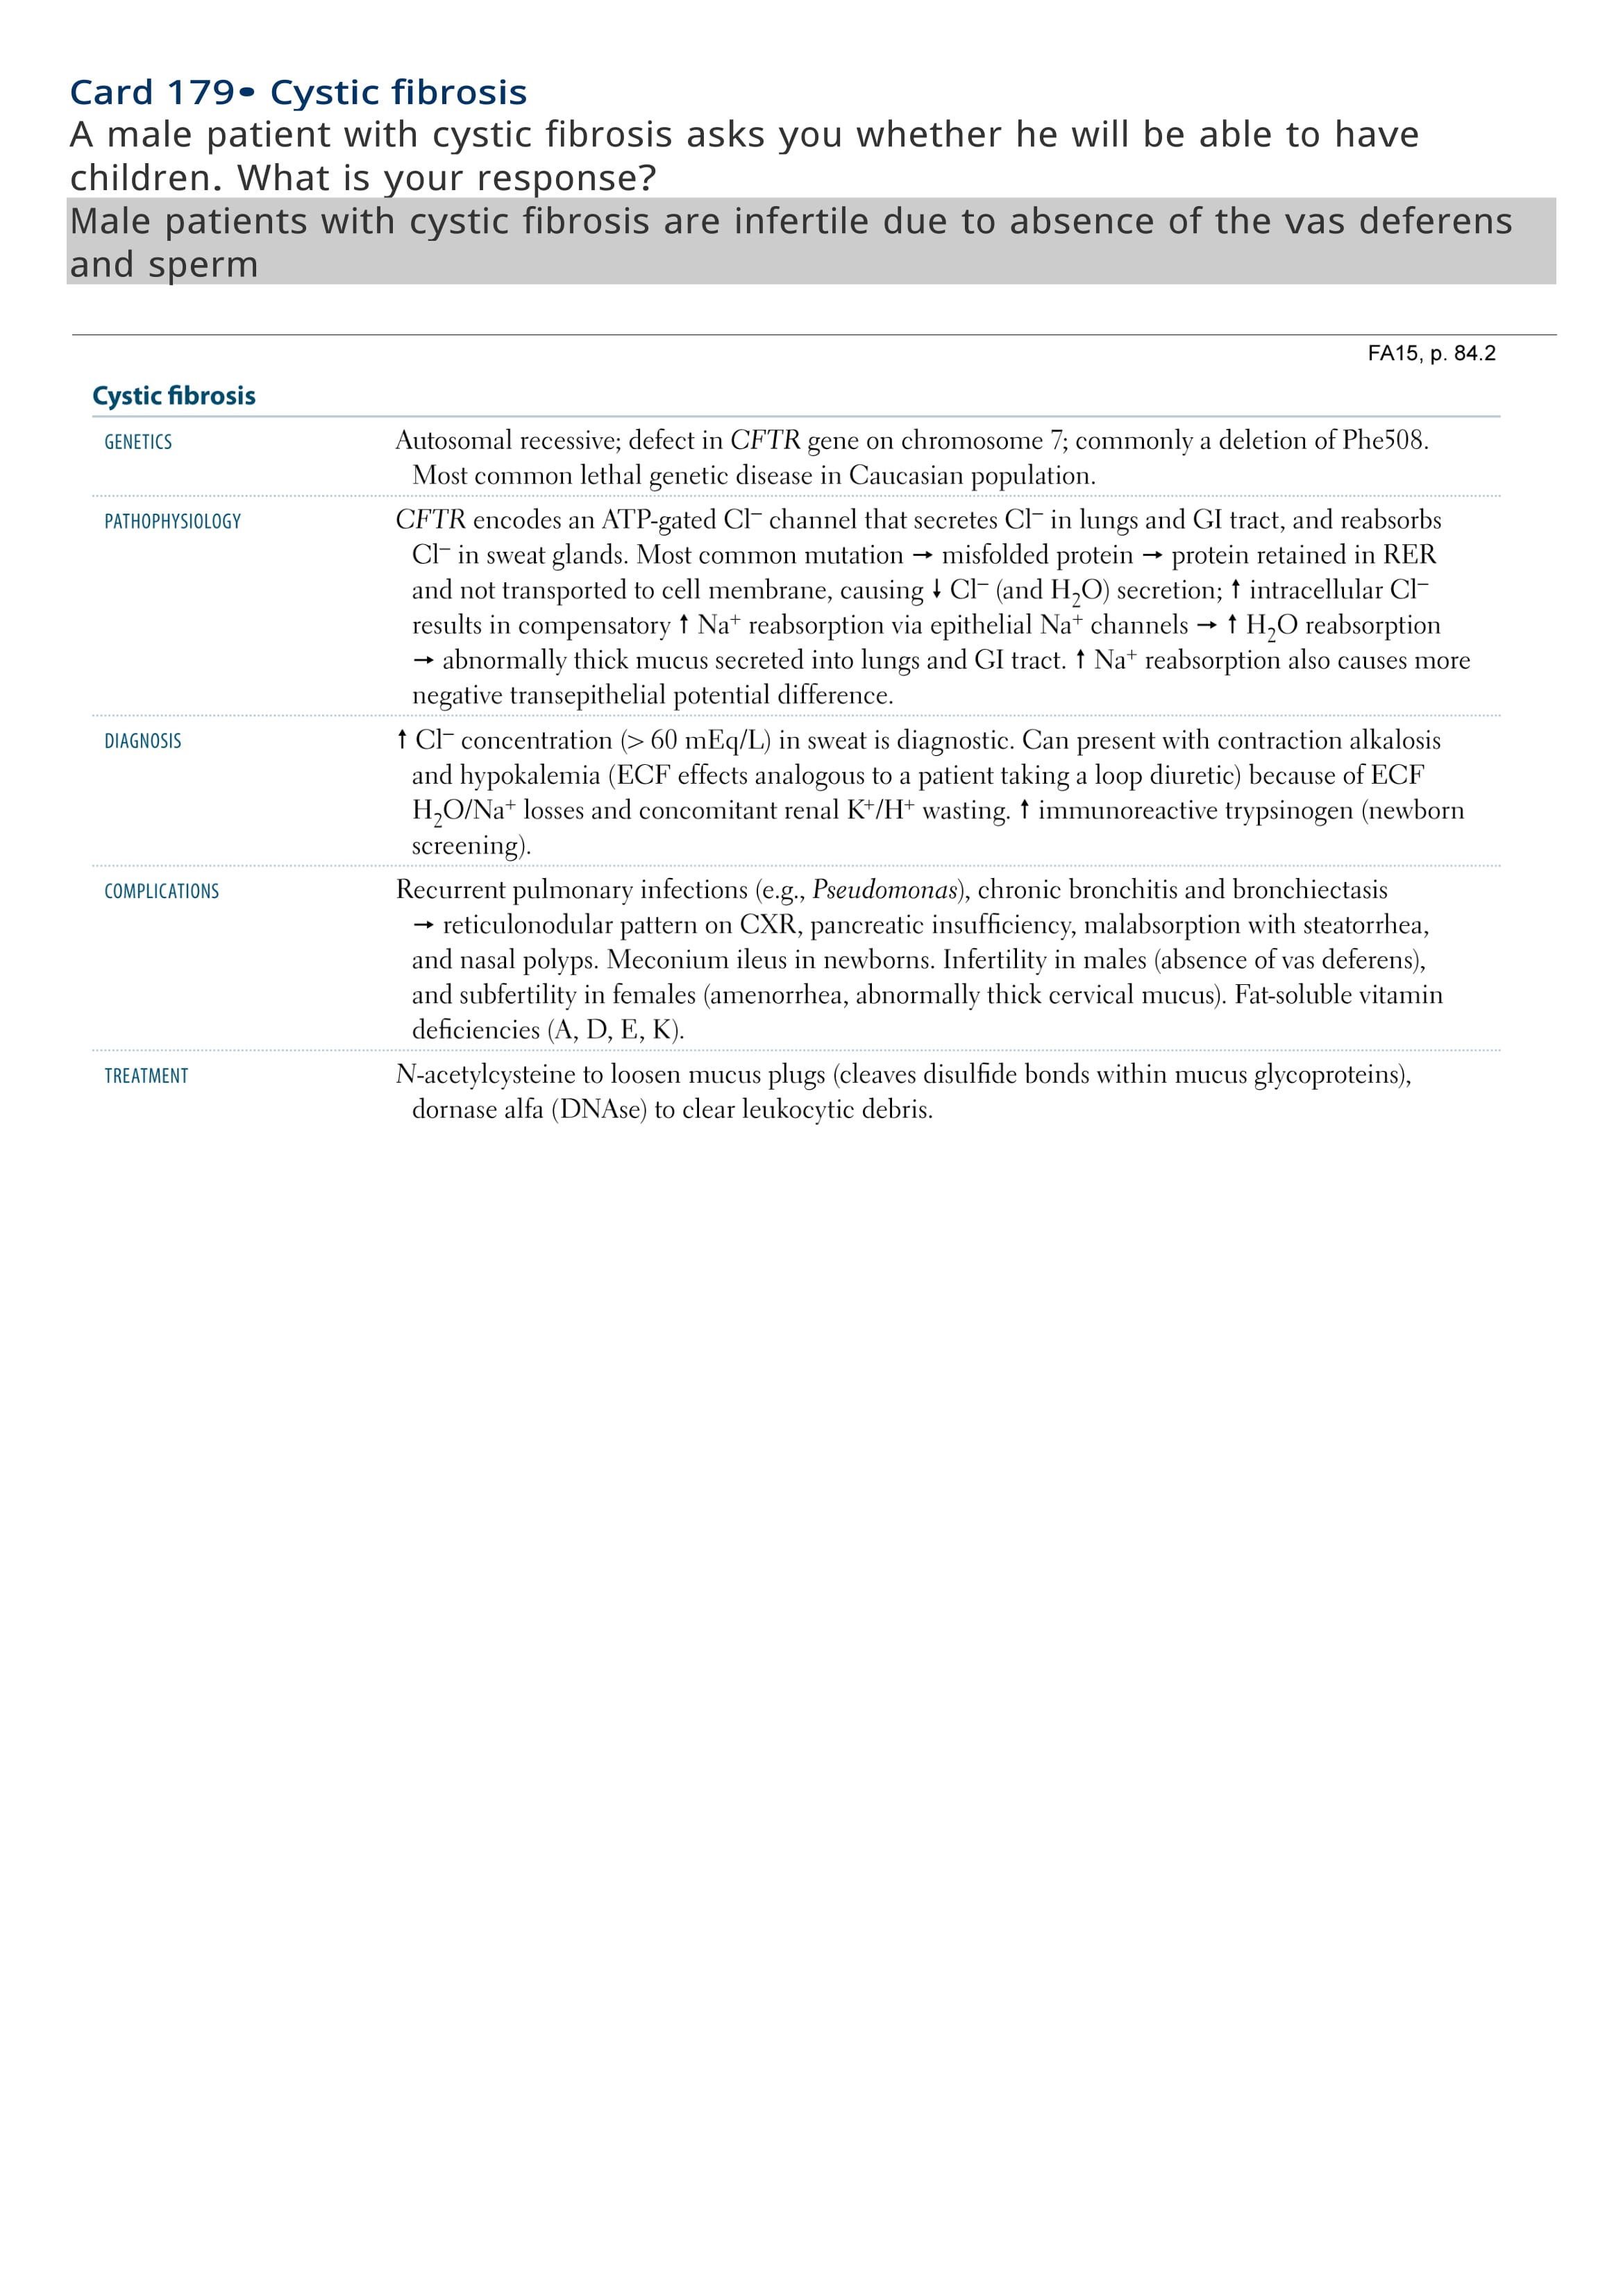 Card 179• Cystic fibrosis
A male patient with cystic fibrosis asks you whether he will be able to have
children. What is your response?
Male patients with cystic fibrosis are infertile due to absence of the vas deferens
and sperm
FA15, p. 84.2
Cystic fibrosis
GENETICS Autosomal recessive; defect in CFTR gene on chromosome 7; commonly a deletion of Phe508.
Most common lethal genetic disease in Caucasian population.
PATHOPHYSIOLOGY CFTR encodes an ATP-gated Cl⁻ channel that secretes Cl⁻ in lungs and GI tract, and reabsorbs
Cl⁻ in sweat glands. Most common mutation → misfolded protein → protein retained in RER
and not transported to cell membrane, causing ↓ Cl⁻ (and H₂O) secretion; ↑ intracellular Cl⁻
results in compensatory ↑ Na⁺ reabsorption via epithelial Na⁺ channels → ↑ H₂O reabsorption
→ abnormally thick mucus secreted into lungs and GI tract. ↑ Na⁺ reabsorption also causes more
negative transepithelial potential difference.
DIAGNOSIS ↑ Cl⁻ concentration (> 60 mEq/L) in sweat is diagnostic. Can present with contraction alkalosis
and hypokalemia (ECF effects analogous to a patient taking a loop diuretic) because of ECF
H₂O/Na⁺ losses and concomitant renal K⁺/H⁺ wasting. ↑ immunoreactive trypsinogen (newborn
screening).
COMPLICATIONS Recurrent pulmonary infections (e.g., Pseudomonas), chronic bronchitis and bronchiectasis
→ reticulonodular pattern on CXR, pancreatic insufficiency, malabsorption with steatorrhea,
and nasal polyps. Meconium ileus in newborns. Infertility in males (absence of vas deferens),
and subfertility in females (amenorrhea, abnormally thick cervical mucus). Fat-soluble vitamin
deficiencies (A, D, E, K).
TREATMENT N-acetylcysteine to loosen mucus plugs (cleaves disulfide bonds within mucus glycoproteins),
dornase alfa (DNAse) to clear leukocytic debris.